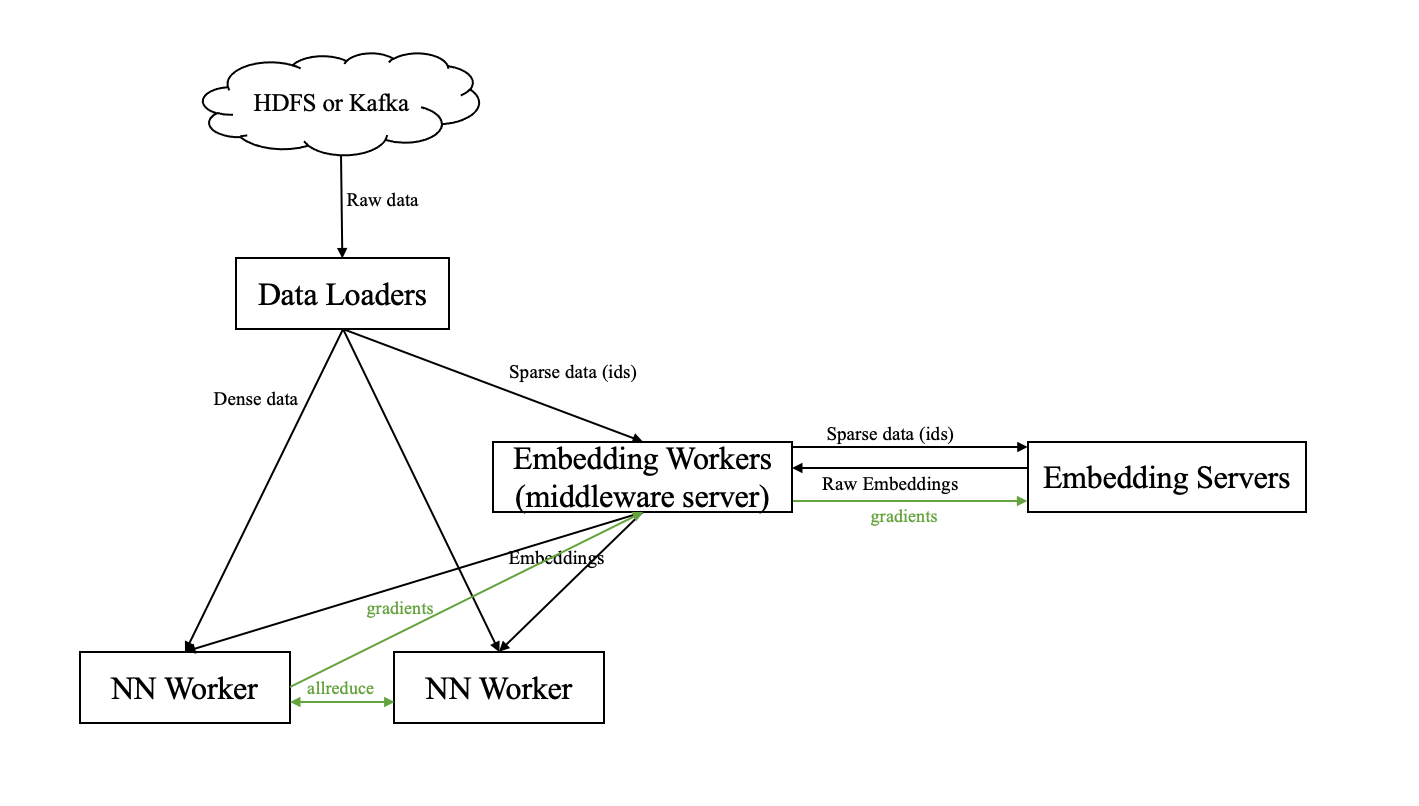 HDFS or Kafka
Raw data
Data Loaders
Sparse data (ids)
Dense data
Sparse data (ids)
Embedding Workers
(middleware server)
Embedding Servers
Raw Embeddings
gradients
Embeddings
gradients
NN Worker
allreduce
NN Worker